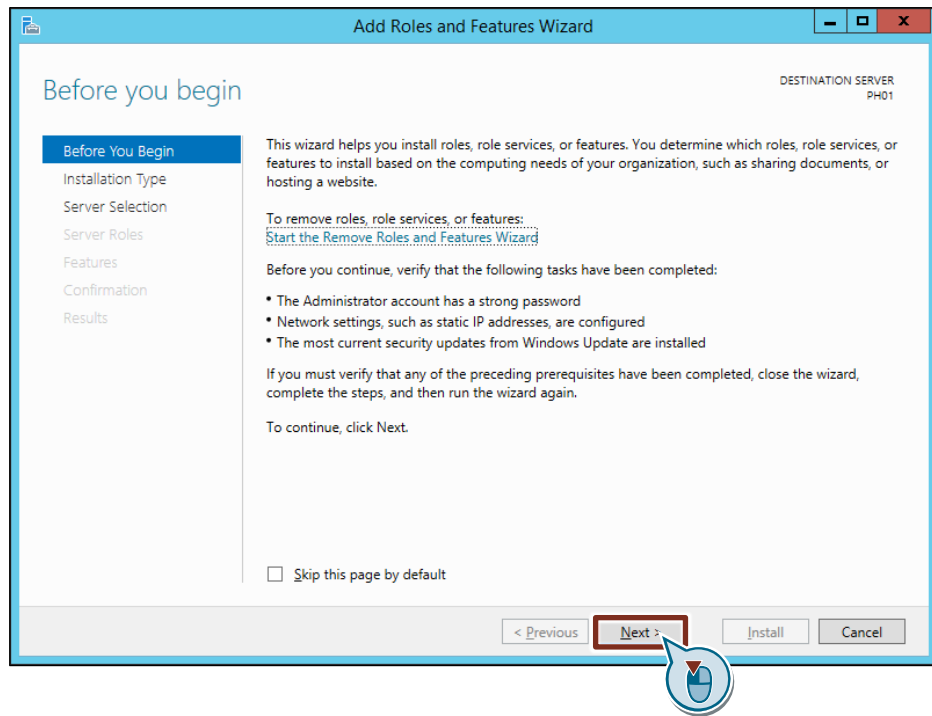 Add Roles and Features Wizard
x
Before you begin
DESTINATION SERVER
PH01
Before You Begin
Installation Type
Server Selection
Server Roles
Features
Confirmation
Results
This wizard helps you install roles, role services, or features. You determine which roles, role services, or
features to install based on the computing needs of your organization, such as sharing documents, or
hosting a website.
To remove roles, role services, or features:
Start the Remove Roles and Features Wizard
Before you continue, verify that the following tasks have been completed:
• The Administrator account has a strong password
• Network settings, such as static IP addresses, are configured
• The most current security updates from Windows Update are installed
If you must verify that any of the preceding prerequisites have been completed, close the wizard,
complete the steps, and then run the wizard again.
To continue, click Next.
Skip this page by default
< Previous
Next >
Install
Cancel